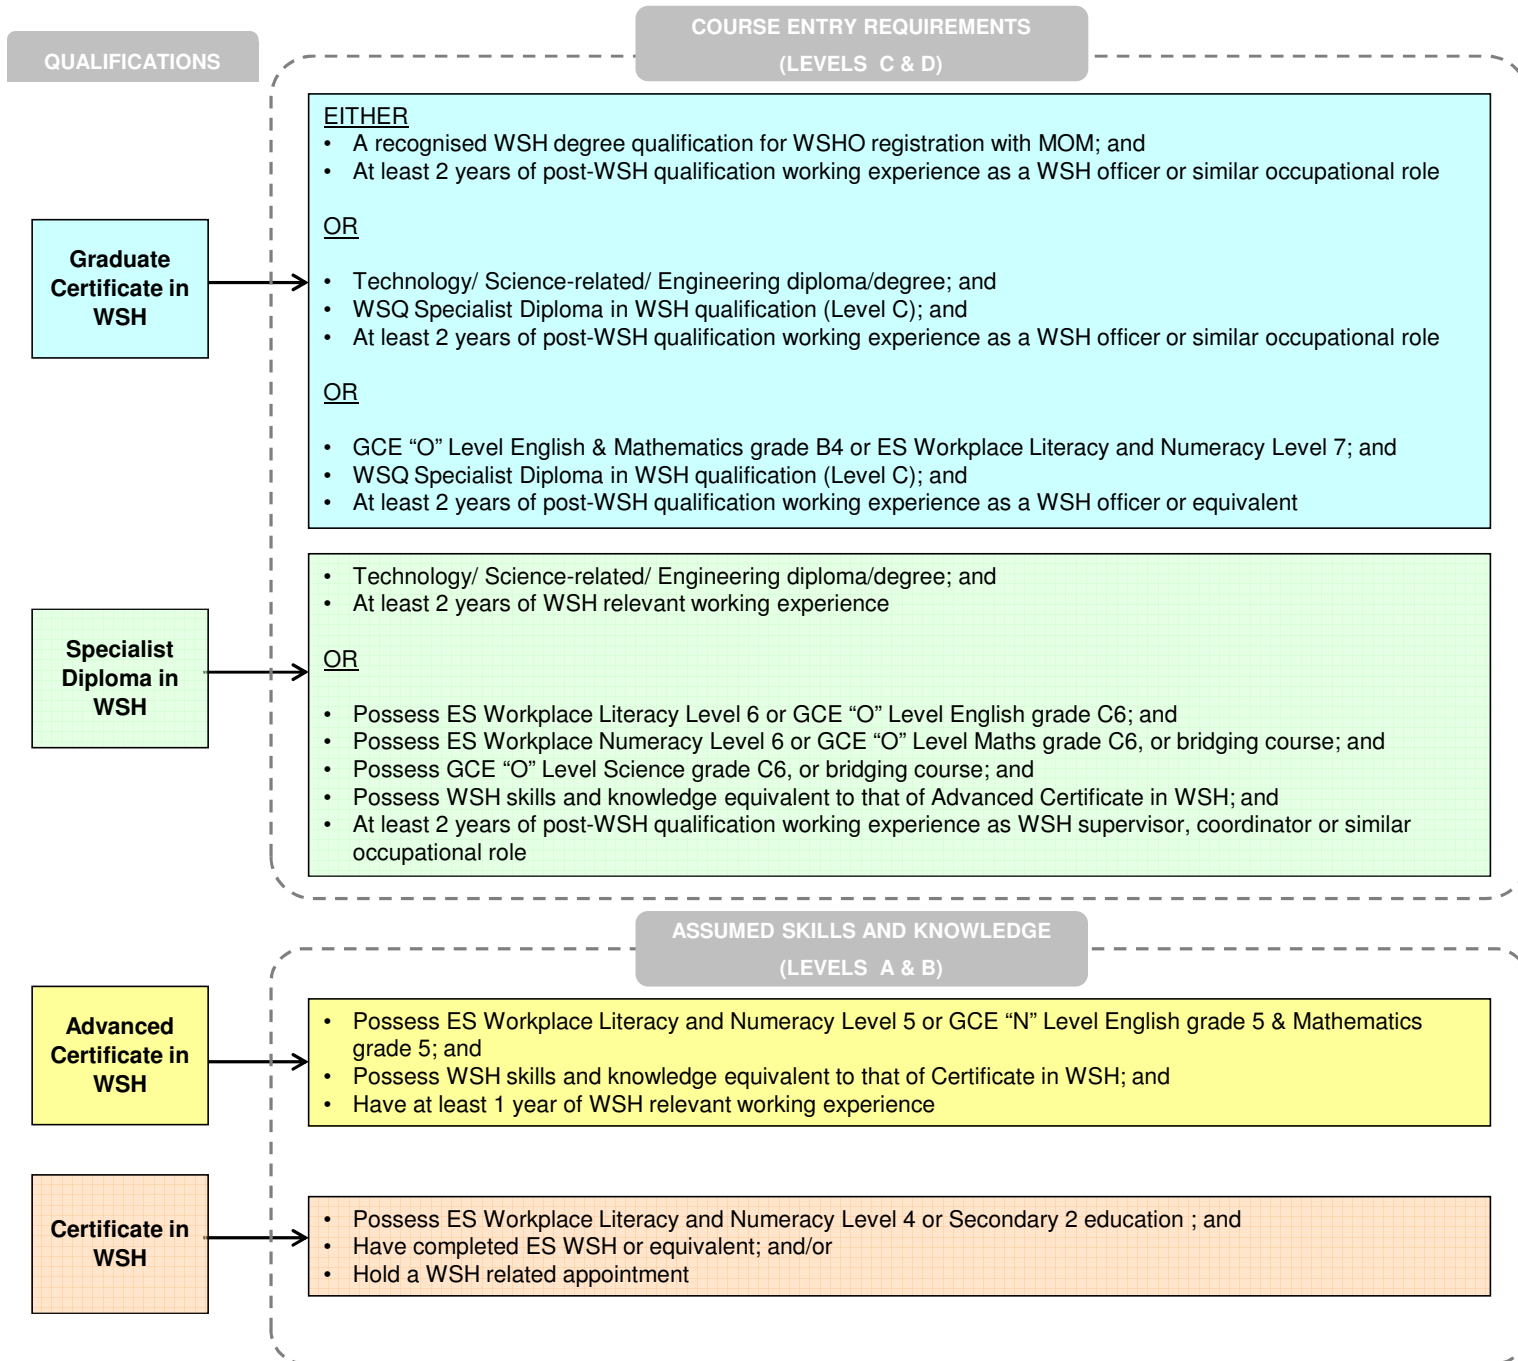 QUALIFICATIONS
COURSE ENTRY REQUIREMENTS
(LEVELS C & D)
Graduate
Certificate in
WSH
EITHER
• A recognised WSH degree qualification for WSHO registration with MOM; and
• At least 2 years of post-WSH qualification working experience as a WSH officer or similar occupational role
OR
• Technology/ Science-related/ Engineering diploma/degree; and
• WSQ Specialist Diploma in WSH qualification (Level C); and
• At least 2 years of post-WSH qualification working experience as a WSH officer or similar occupational role
OR
• GCE “O” Level English & Mathematics grade B4 or ES Workplace Literacy and Numeracy Level 7; and
• WSQ Specialist Diploma in WSH qualification (Level C); and
• At least 2 years of post-WSH qualification working experience as a WSH officer or equivalent
Specialist
Diploma in
WSH
• Technology/ Science-related/ Engineering diploma/degree; and
• At least 2 years of WSH relevant working experience
OR
• Possess ES Workplace Literacy Level 6 or GCE “O” Level English grade C6; and
• Possess ES Workplace Numeracy Level 6 or GCE “O” Level Maths grade C6, or bridging course; and
• Possess GCE “O” Level Science grade C6, or bridging course; and
• Possess WSH skills and knowledge equivalent to that of Advanced Certificate in WSH; and
• At least 2 years of post-WSH qualification working experience as WSH supervisor, coordinator or similar
occupational role
ASSUMED SKILLS AND KNOWLEDGE
(LEVELS A & B)
Advanced
Certificate in
WSH
• Possess ES Workplace Literacy and Numeracy Level 5 or GCE “N” Level English grade 5 & Mathematics
grade 5; and
• Possess WSH skills and knowledge equivalent to that of Certificate in WSH; and
• Have at least 1 year of WSH relevant working experience
Certificate in
WSH
• Possess ES Workplace Literacy and Numeracy Level 4 or Secondary 2 education ; and
• Have completed ES WSH or equivalent; and/or
• Hold a WSH related appointment